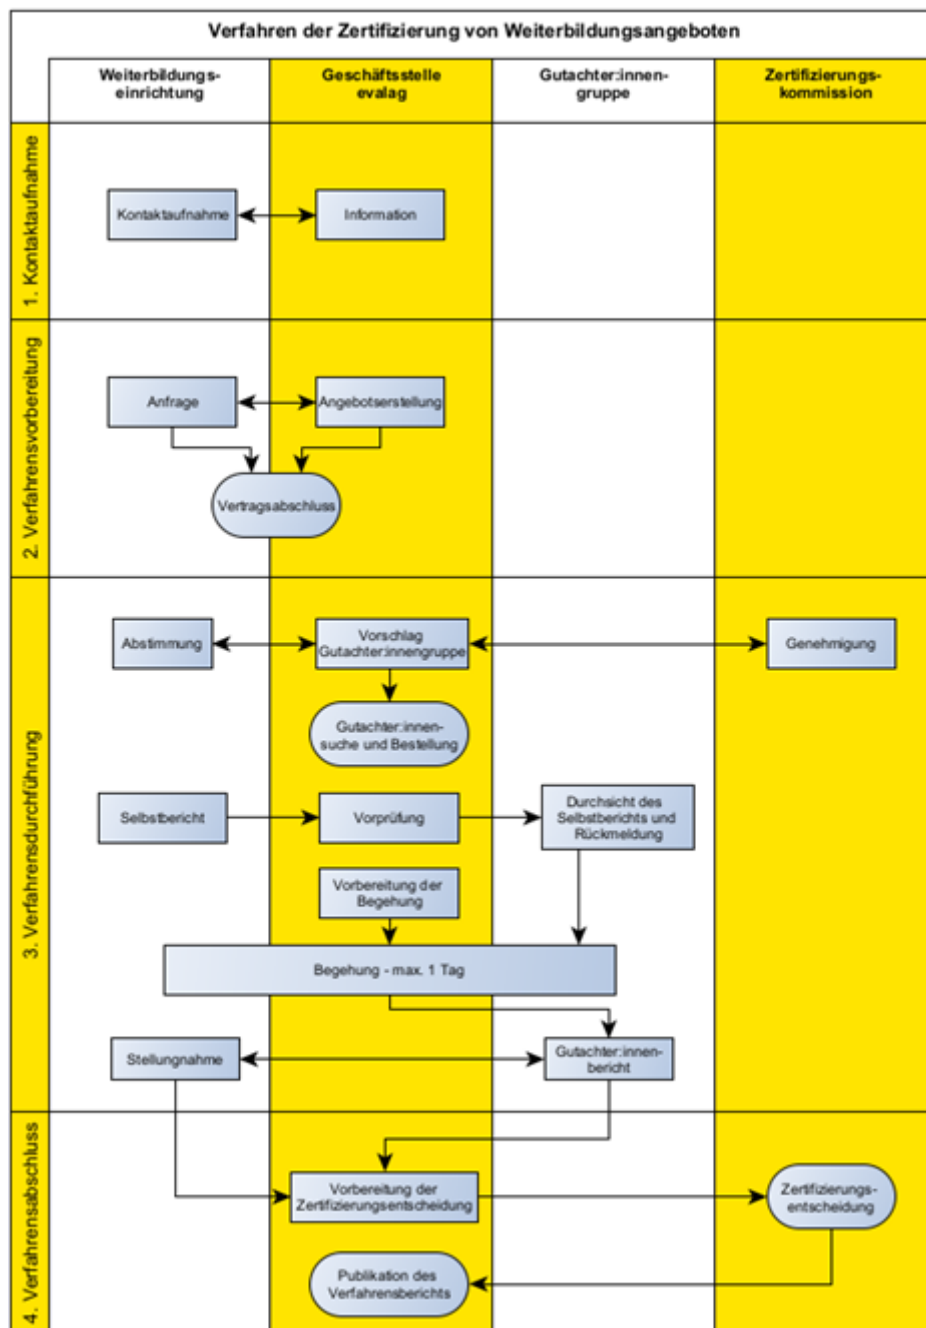 Verfahren der Zertifizierung von Weiterbildungsangeboten
Weiterbildungs-
einrichtung
Geschäftsstelle
evalag
Gutachter:innen-
gruppe
Zertifizierungs-
kommission
1. Kontaktaufnahme
Kontaktaufnahme
Information
2. Verfahrensvorbereitung
Anfrage
Angebotserstellung
Vertragsabschluss
3. Verfahrensdurchführung
Abstimmung
Vorschlag
Gutachter:innengruppe
Genehmigung
Gutachter:innen-
suche und Bestellung
Selbstbericht
Vorprüfung
Durchsicht des
Selbstberichts und
Rückmeldung
Vorbereitung der
Begehung
Begehung - max. 1 Tag
Stellungnahme
Gutachter:innen-
bericht
4. Verfahrensabschluss
Vorbereitung der
Zertifizierungsentscheidung
Zertifizierungs-
entscheidung
Publikation des
Verfahrensberichts